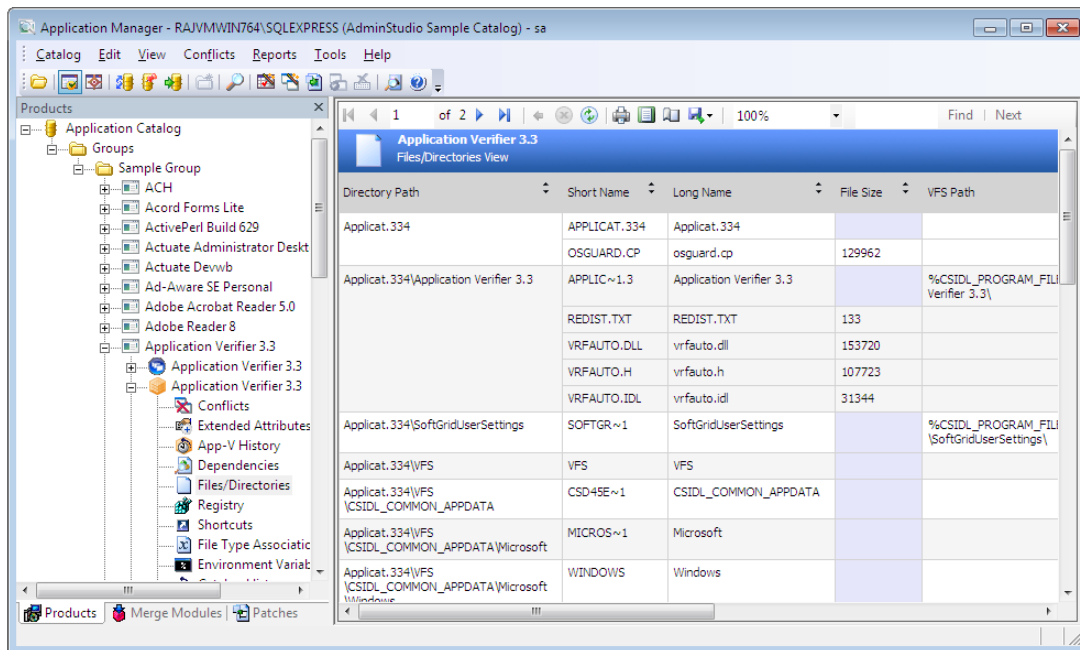 Application Manager - RAJVMWIN764\SQLEXPRESS (AdminStudio Sample Catalog) - sa
Catalog Edit View Conflicts Reports Tools Help
Products
Application Catalog
Groups
Sample Group
ACH
Acord Forms Lite
ActivePerl Build 629
Actuate Administrator Deskt
Actuate Devwb
Ad-Aware SE Personal
Adobe Acrobat Reader 5.0
Adobe Reader 8
Application Verifier 3.3
Application Verifier 3.3
Application Verifier 3.3
Conflicts
Extended Attributes
App-V History
Dependencies
Files/Directories
Registry
Shortcuts
File Type Associatic
Environment Variab
Products Merge Modules Patches
1 of 2 100% Find | Next
Application Verifier 3.3
Files/Directories View
Directory Path Short Name Long Name File Size VFS Path
Applicat.334 APPLICAT.334 Applicat.334
OSGUARD.CP osguard.cp 129962
Applicat.334\Application Verifier 3.3 APPLIC~1.3 Application Verifier 3.3 %CSIDL_PROGRAM_FIL
Verifier 3.3\
REDIST.TXT REDIST.TXT 133
VRFAUTO.DLL vrfauto.dll 153720
VRFAUTO.H vrfauto.h 107723
VRFAUTO.IDL vrfauto.idl 31344
Applicat.334\SoftGridUserSettings SOFTGR~1 SoftGridUserSettings %CSIDL_PROGRAM_FIL
\SoftGridUserSettings\
Applicat.334\VFS VFS VFS
Applicat.334\VFS CSD45E~1 CSIDL_COMMON_APPDATA
\CSIDL_COMMON_APPDATA
Applicat.334\VFS MICROS~1 Microsoft
\CSIDL_COMMON_APPDATA\Microsoft
Applicat.334\VFS WINDOWS Windows
\CSIDL_COMMON_APPDATA\Microsoft
\Windows